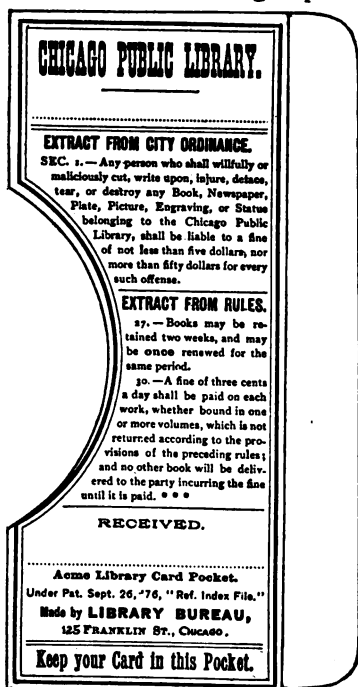 CHICAGO PUBLIC LIBRARY.
EXTRACT FROM CITY ORDINANCE.
SEC. 1.—Any person who shall willfully or
maliciously cut, write upon, injure, deface,
tear, or destroy any Book, Newspaper,
Plate, Picture, Engraving, or Statue
belonging to the Chicago Public
Library, shall be liable to a fine
of not less than five dollars, nor
more than fifty dollars for every
such offense.
EXTRACT FROM RULES.
27.—Books may be re-
tained two weeks, and may
be once renewed for the
same period.
30.—A fine of three cents
a day shall be paid on each
work, whether bound in one
or more volumes, which is not
returned according to the pro-
visions of the preceding rules;
and no other book will be deliv-
ered to the party incurring the fine
until it is paid. * * *
RECEIVED.
Acme Library Card Pocket.
Under Pat. Sept. 26, '76, "Ref. Index File."
Made by LIBRARY BUREAU,
125 FRANKLIN ST., CHICAGO.
Keep your Card in this Pocket.